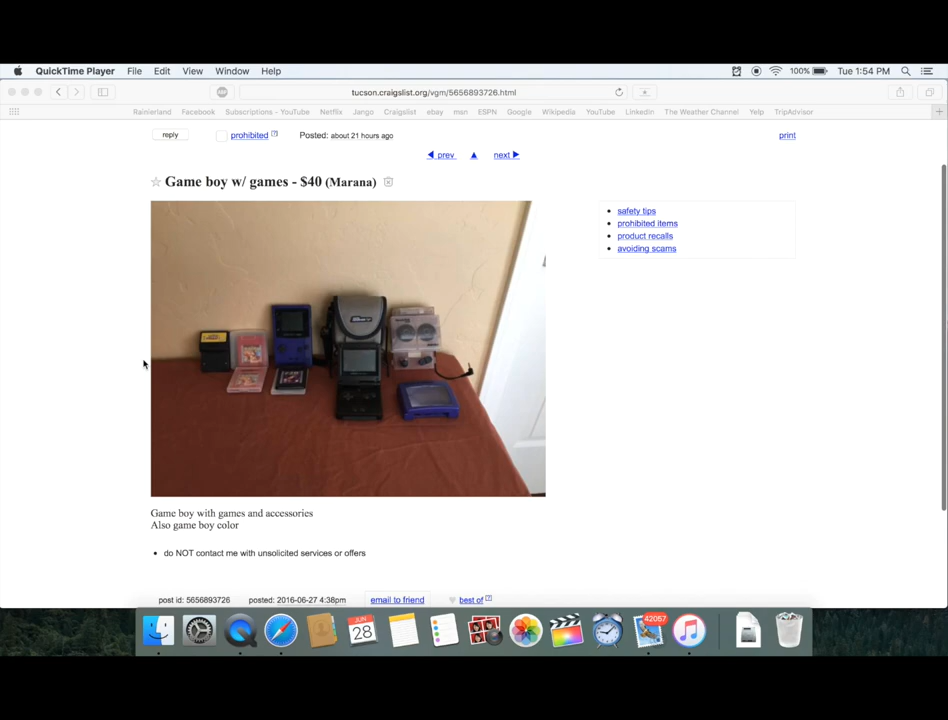 QuickTime Player File Edit View Window Help 100% Tue 1:54 PM
tucson.craigslist.org/vgm/5656893726.html
Rainierland Facebook Subscriptions - YouTube Netflix Jango Craigslist ebay man ESPN Google Wikipedia YouTube LinkedIn The Weather Channel Yelp TripAdvisor
reply prohibited [?] Posted: about 21 hours ago print
prev next
Game boy w/ games - $40 (Marana)
safety tips
prohibited items
product recalls
avoiding scams
Game boy with games and accessories
Also game boy color
do NOT contact me with unsolicited services or offers
post id: 5656893726 posted: 2016-06-27 4:38pm email to friend best of [?]
JUN
28
42057